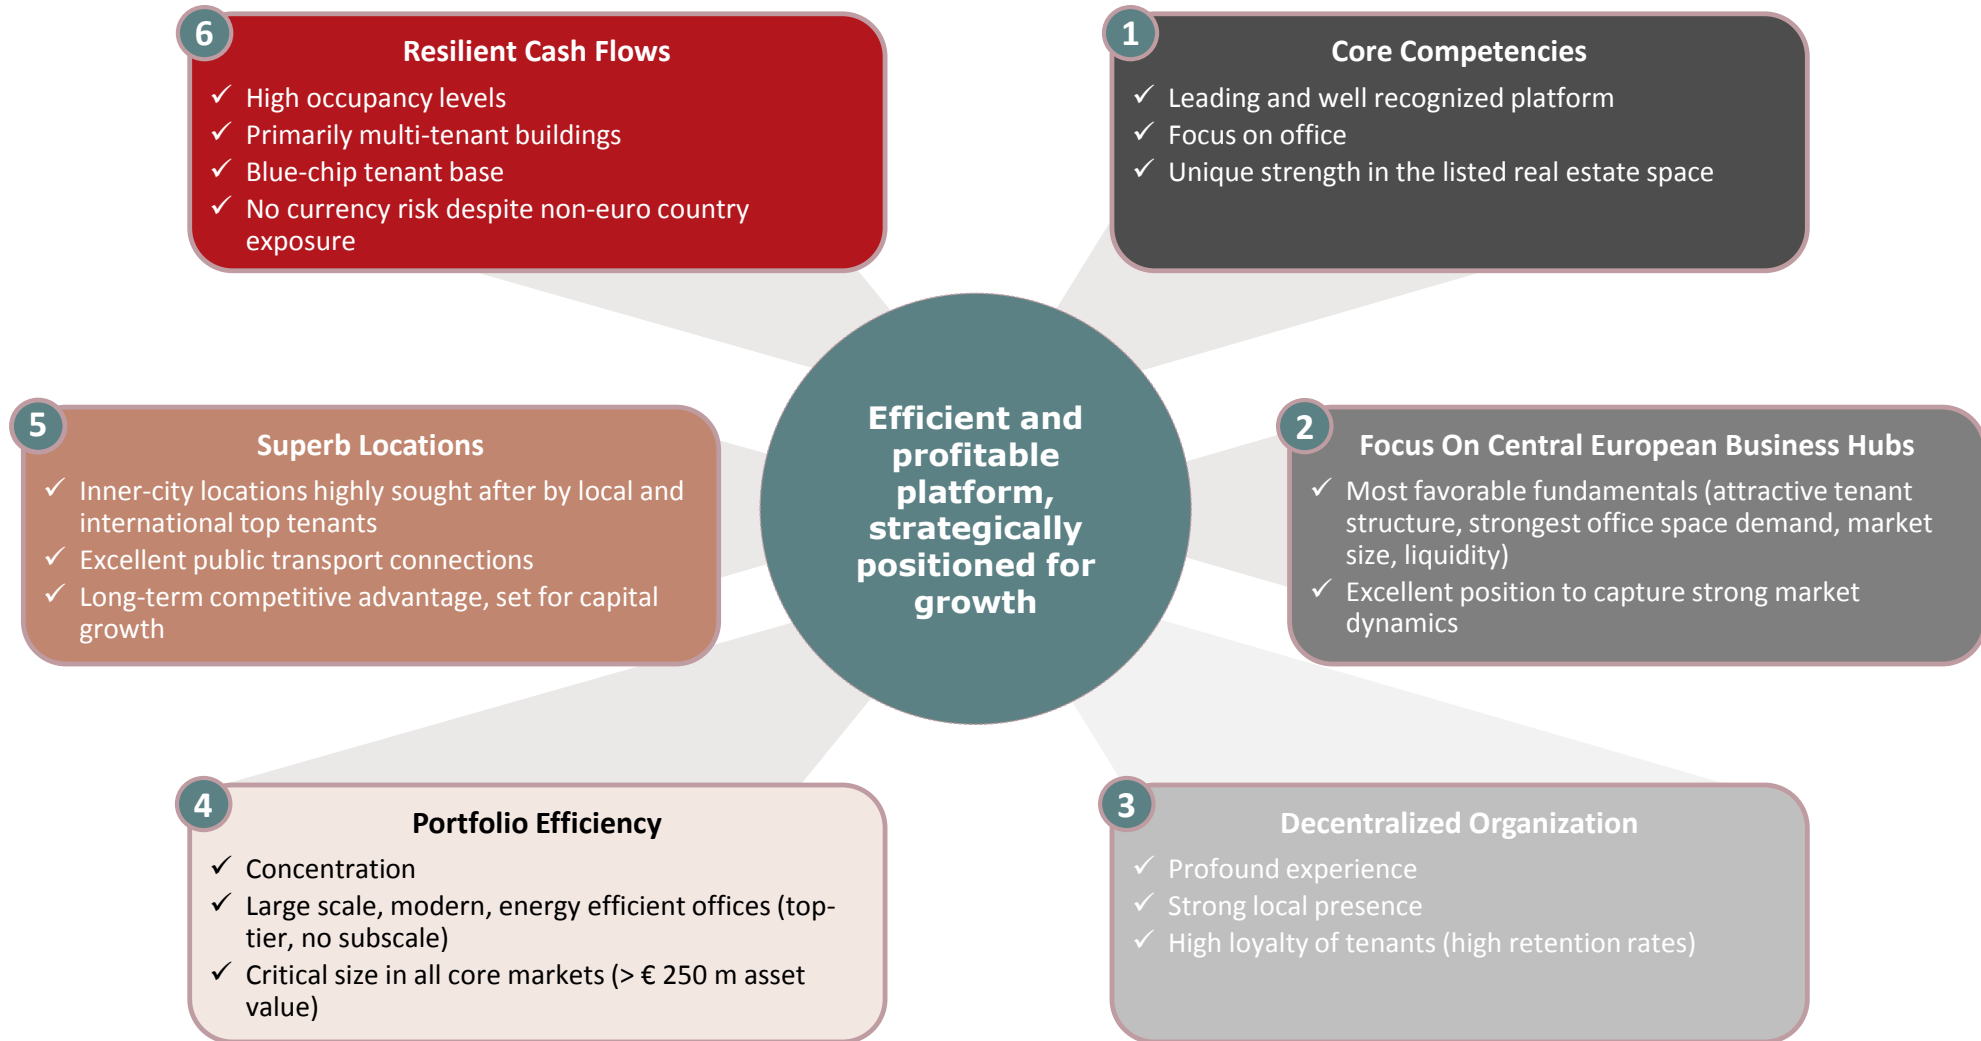 6
Resilient Cash Flows
✓ High occupancy levels
✓ Primarily multi-tenant buildings
✓ Blue-chip tenant base
✓ No currency risk despite non-euro country
exposure
1
Core Competencies
✓ Leading and well recognized platform
✓ Focus on office
✓ Unique strength in the listed real estate space
5
Superb Locations
✓ Inner-city locations highly sought after by local and
international top tenants
✓ Excellent public transport connections
✓ Long-term competitive advantage, set for capital
growth
Efficient and
profitable
platform,
strategically
positioned for
growth
2
Focus On Central European Business Hubs
✓ Most favorable fundamentals (attractive tenant
structure, strongest office space demand, market
size, liquidity)
✓ Excellent position to capture strong market
dynamics
4
Portfolio Efficiency
✓ Concentration
✓ Large scale, modern, energy efficient offices (top-
tier, no subscale)
✓ Critical size in all core markets (> € 250 m asset
value)
3
Decentralized Organization
✓ Profound experience
✓ Strong local presence
✓ High loyalty of tenants (high retention rates)